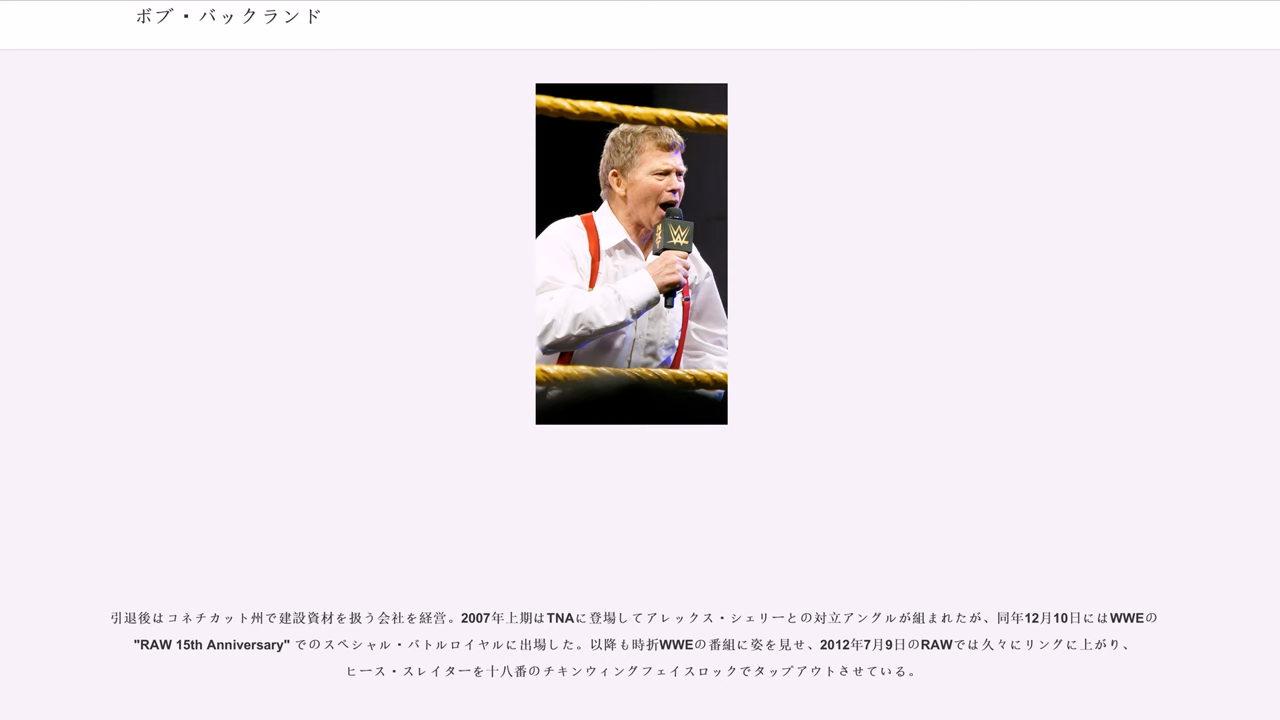 ボブ・バックランド
W
引退後はコネチカット州で建設資材を扱う会社を経営。2007年上期はTNAに登場してアレックス・シェリーとの対立アングルが組まれたが、同年12月10日にはWWEの
"RAW 15th Anniversary" でのスペシャル・バトルロイヤルに出場した。以降も時折WWEの番組に姿を見せ、2012年7月9日のRAWでは久々にリングに上がり、
ヒース・スレイターを十八番のチキンウィングフェイスロックでタップアウトさせている。